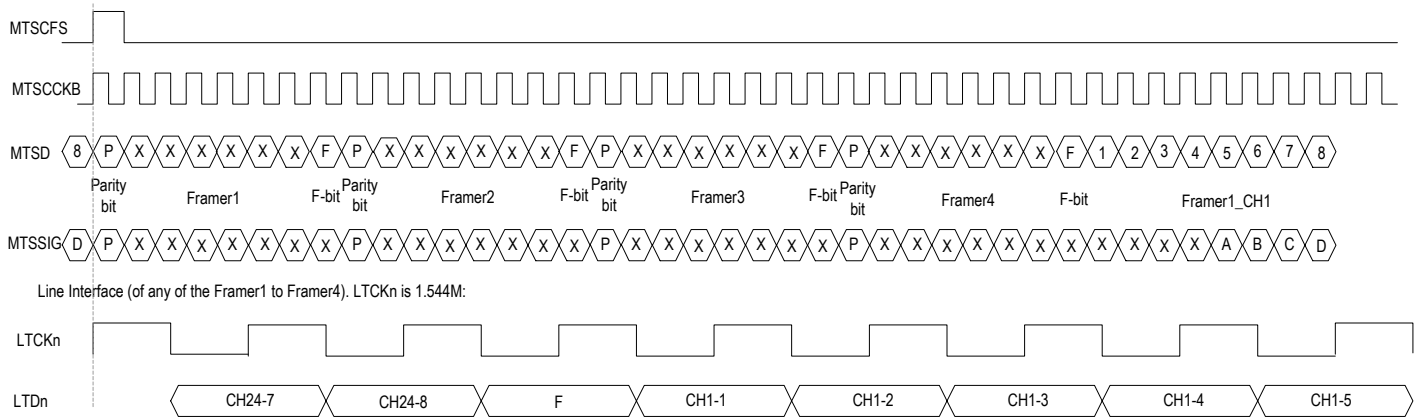 MTSCFS
MTSCCKB
MTSD 8 P X X X X X X F P X X X X X X F P X X X X X X F P X X X X X X F 1 2 3 4 5 6 7 8
Parity bit Framer1 F-bit Parity bit Framer2 F-bit Parity bit Framer3 F-bit Parity bit Framer4 F-bit Framer1_CH1
MTSSIG D P X X X X X X X P X X X X X X X P X X X X X X X P X X X X X X X X X X X A B C D
Line Interface (of any of the Framer1 to Framer4). LTCKn is 1.544M:
LTCKn
LTDn CH24-7 CH24-8 F CH1-1 CH1-2 CH1-3 CH1-4 CH1-5